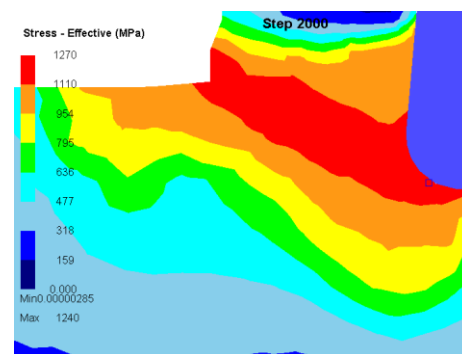 Step 2000
Stress - Effective (MPa)
1270
1110
954
795
636
477
318
159
0.000
Min0.00000285
Max 1240